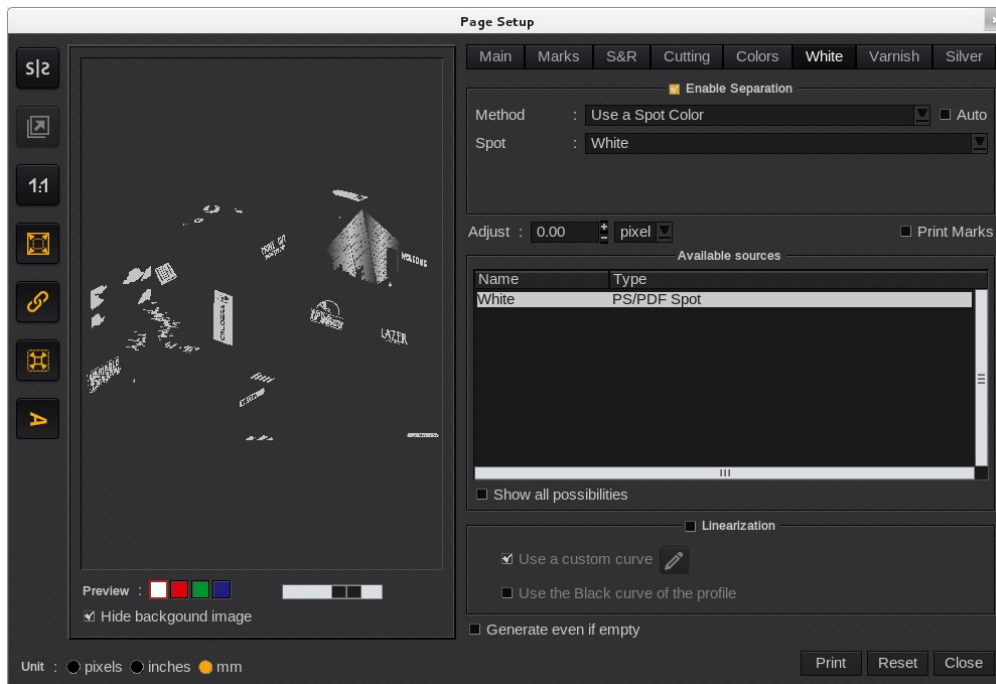 Page Setup
Main Marks S&R Cutting Colors White Varnish Silver
Enable Separation
Method : Use a Spot Color Auto
Spot : White
1:1
Adjust : 0.00 pixel Print Marks
Available sources
Name Type
White PS/PDF Spot
LAZER
Show all possibilities
Linearization
Use a custom curve
Use the Black curve of the profile
Preview :
Hide backgound image
Generate even if empty
Unit : pixels inches mm
Print Reset Close